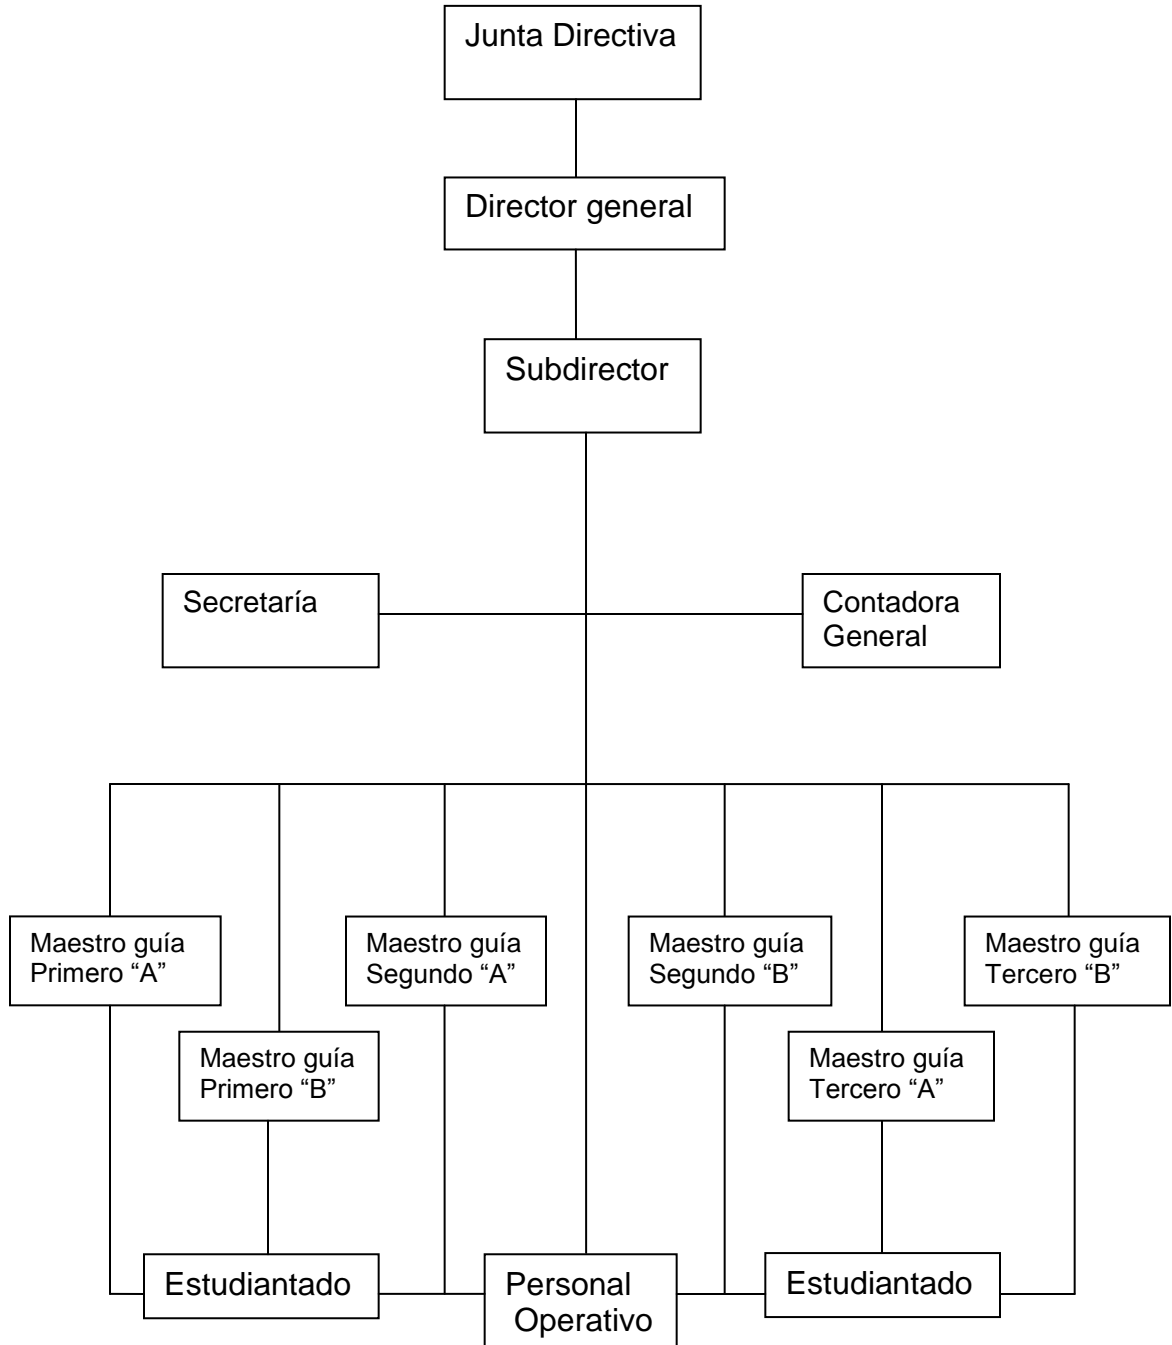 Junta Directiva
Director general
Subdirector
Secretaría
Contadora
General
Maestro guía
Primero “A”
Maestro guía
Segundo “A”
Maestro guía
Segundo “B”
Maestro guía
Tercero “B”
Maestro guía
Primero “B”
Maestro guía
Tercero “A”
Estudiantado
Personal
Operativo
Estudiantado